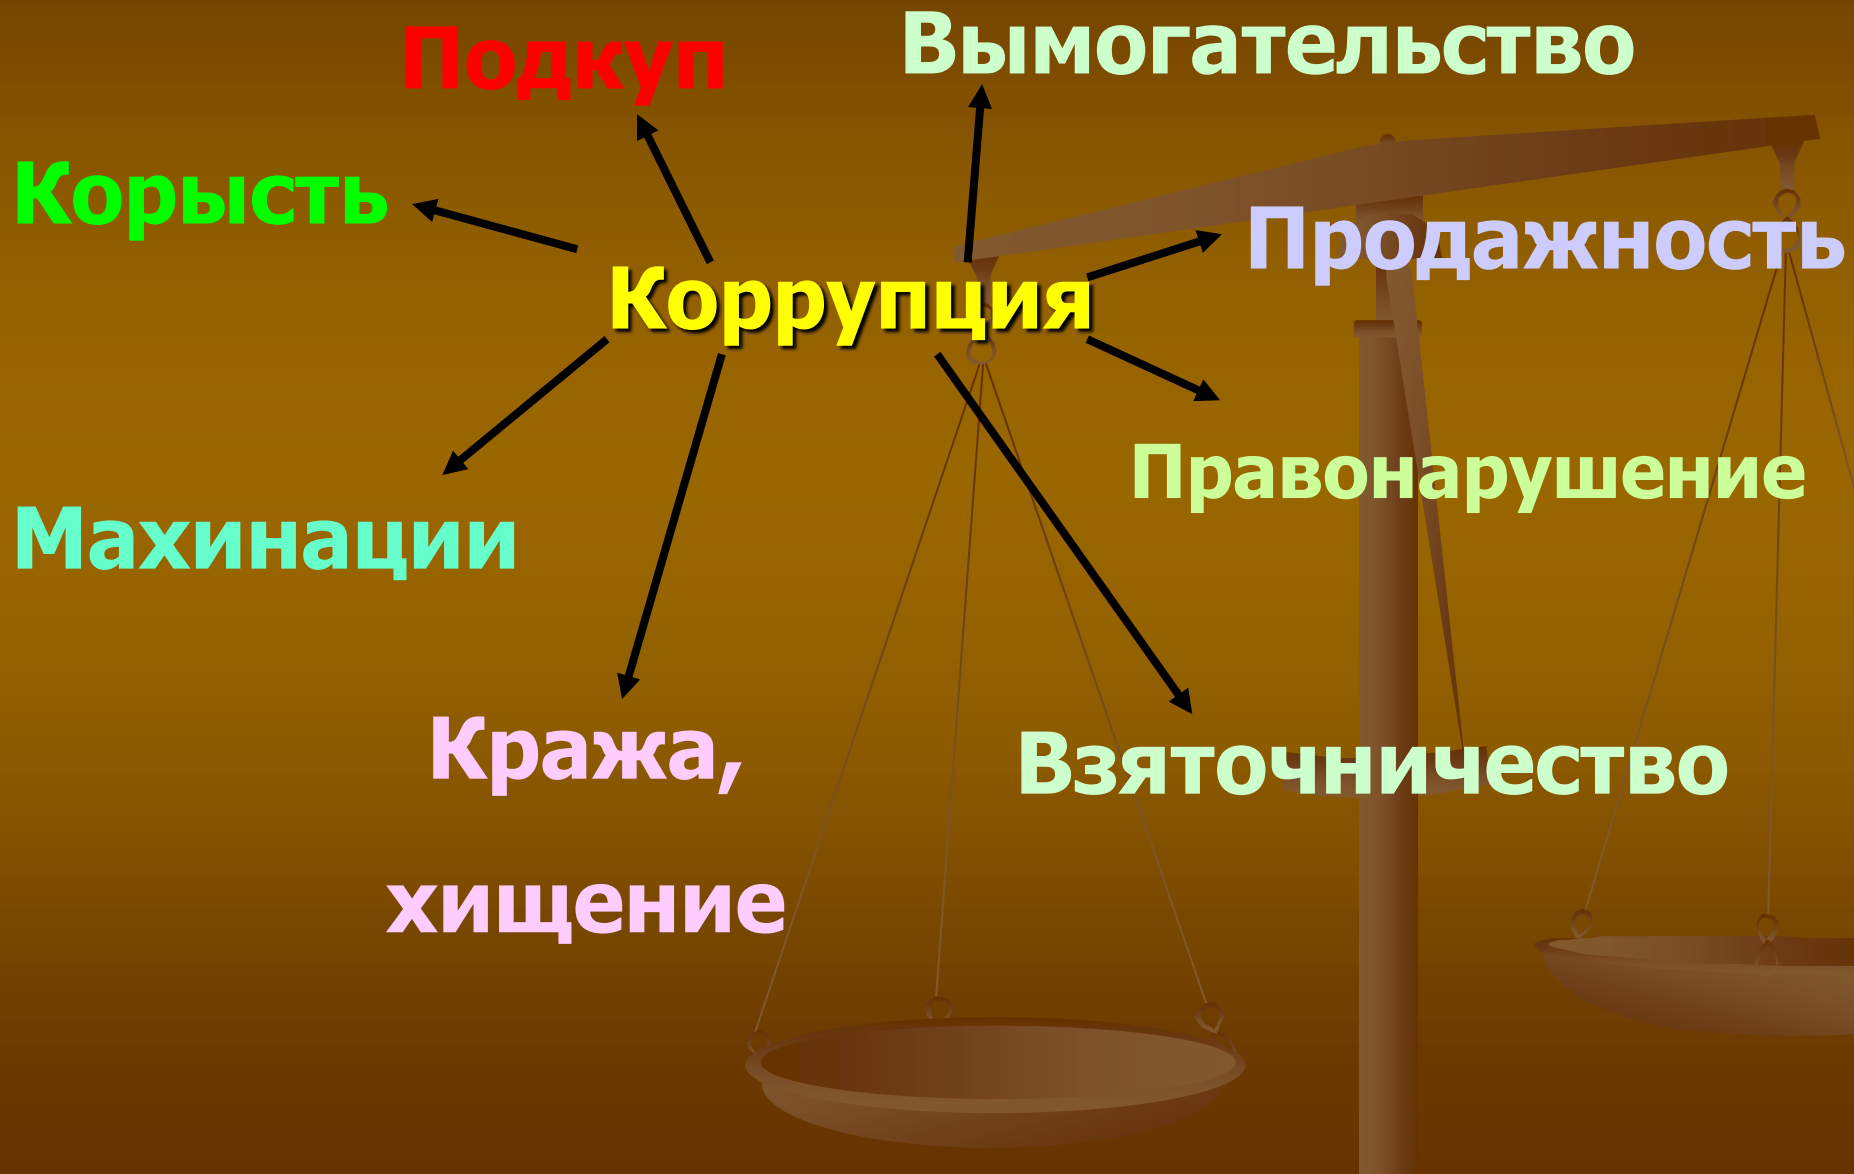 Подкуп
Вымогательство
Корысть
Продажность
Коррупция
Правонарушение
Махинации
Кража,
хищение
Взяточничество